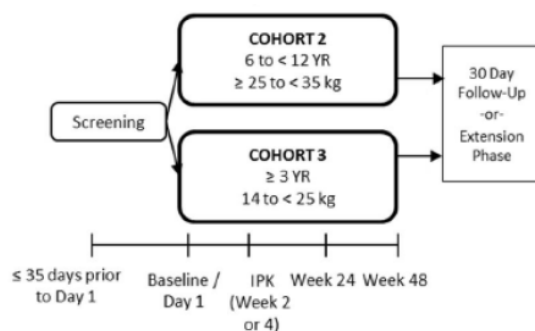 COHORT 2
6 to < 12 YR
≥ 25 to < 35 kg
Screening
COHORT 3
≥ 3 YR
14 to < 25 kg
30 Day
Follow-Up
-or-
Extension
Phase
≤ 35 days prior
to Day 1
Baseline /
Day 1
IPK
(Week 2
or 4)
Week 24
Week 48